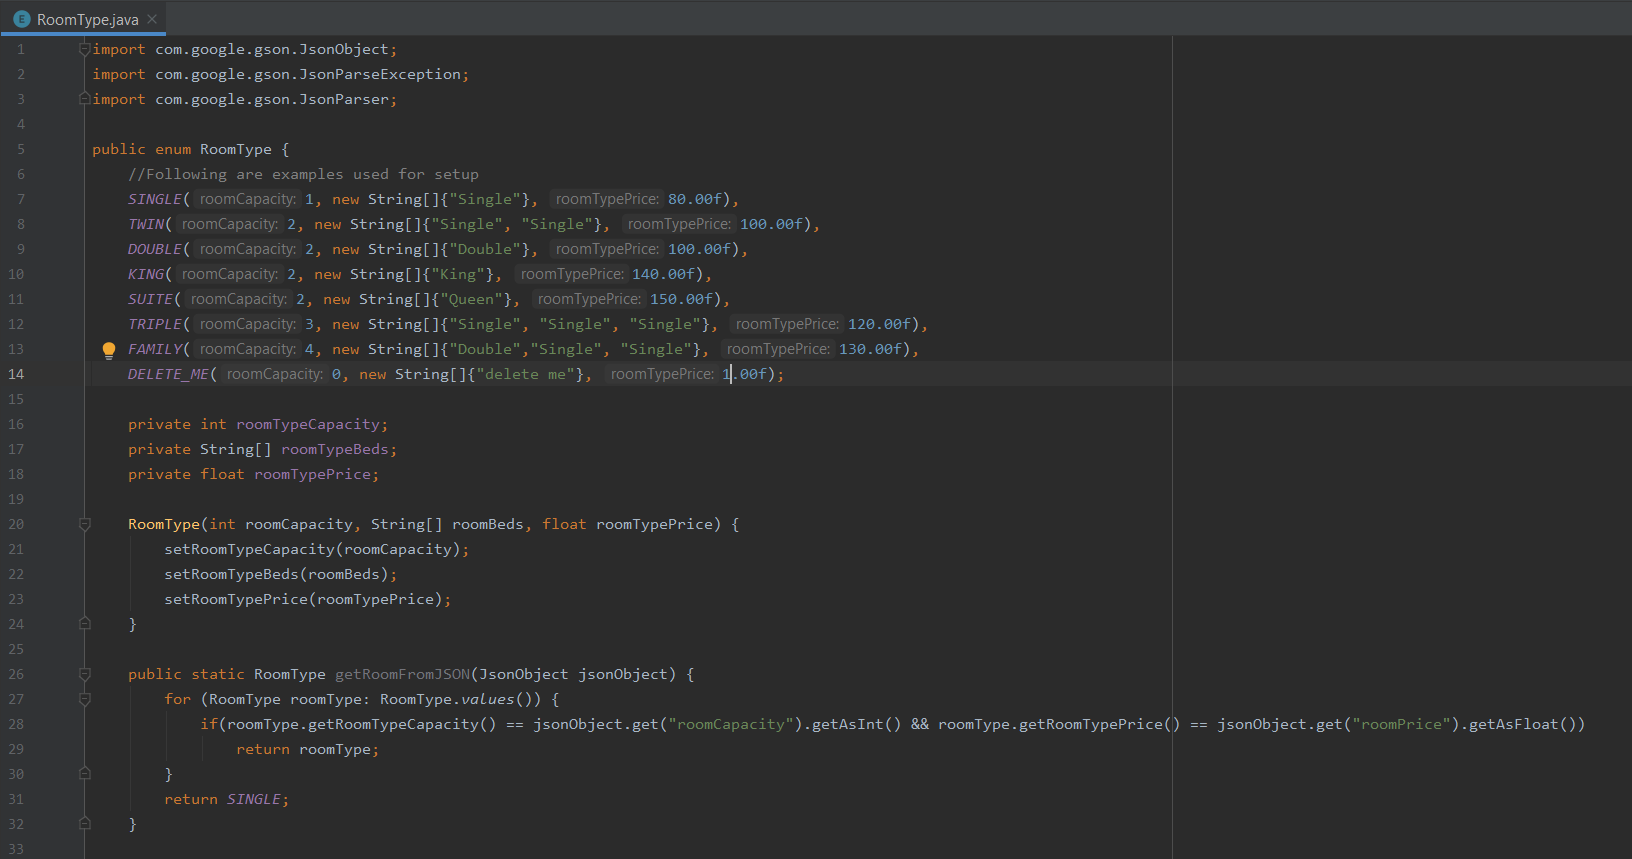 RoomType.java
1 import com.google.gson.JsonObject;
2 import com.google.gson.JsonParseException;
3 import com.google.gson.JsonParser;
4
5 public enum RoomType {
6 //Following are examples used for setup
7 SINGLE( roomCapacity: 1, new String[]{"Single"}, roomTypePrice: 80.00f),
8 TWIN( roomCapacity: 2, new String[]{"Single", "Single"}, roomTypePrice: 100.00f),
9 DOUBLE( roomCapacity: 2, new String[]{"Double"}, roomTypePrice: 100.00f),
10 KING( roomCapacity: 2, new String[]{"King"}, roomTypePrice: 140.00f),
11 SUITE( roomCapacity: 2, new String[]{"Queen"}, roomTypePrice: 150.00f),
12 TRIPLE( roomCapacity: 3, new String[]{"Single", "Single", "Single"}, roomTypePrice: 120.00f),
13 FAMILY( roomCapacity: 4, new String[]{"Double","Single", "Single"}, roomTypePrice: 130.00f),
14 DELETE_ME( roomCapacity: 0, new String[]{"delete me"}, roomTypePrice: 1.00f);
15
16 private int roomTypeCapacity;
17 private String[] roomTypeBeds;
18 private float roomTypePrice;
19
20 RoomType(int roomCapacity, String[] roomBeds, float roomTypePrice) {
21 setRoomTypeCapacity(roomCapacity);
22 setRoomTypeBeds(roomBeds);
23 setRoomTypePrice(roomTypePrice);
24 }
25
26 public static RoomType getRoomFromJSON(JsonObject jsonObject) {
27 for (RoomType roomType: RoomType.values()) {
28 if(roomType.getRoomTypeCapacity() == jsonObject.get("roomCapacity").getAsInt() && roomType.getRoomTypePrice() == jsonObject.get("roomPrice").getAsFloat())
29 return roomType;
30 }
31 return SINGLE;
32 }
33